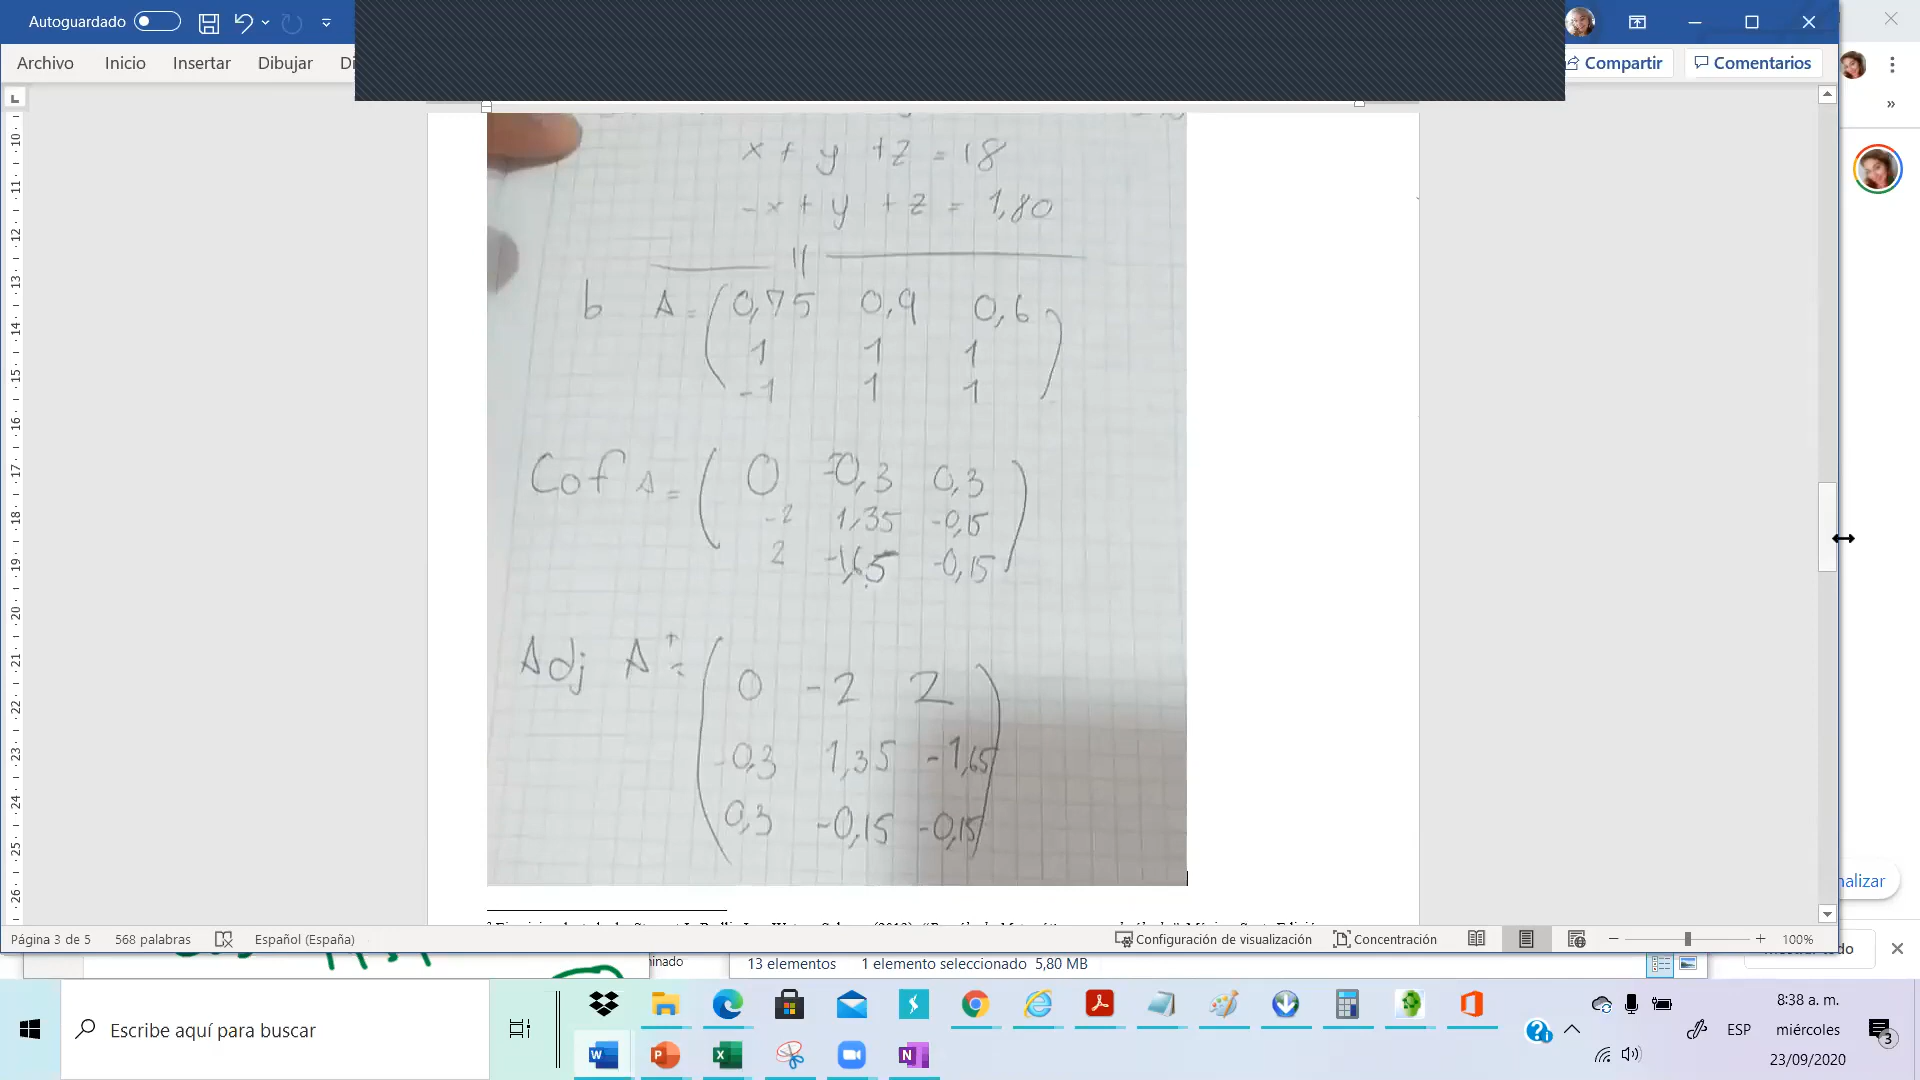 Autoguardado
Archivo Inicio Insertar Dibujar Compartir Comentarios
x + y + z = 18
-x + y + z = 1,80
b A = ( 0,75 0,9 0,6
1 1 1
-1 1 1 )
Cof A = ( 0 -0,3 0,3
-2 1,35 -0,15
2 -1,65 -0,15 )
Adj A⁺ = ( 0 -2 2
-0,3 1,35 -1,65
0,3 -0,15 -0,15 )
Página 3 de 5 568 palabras Español (España) Configuración de visualización Concentración 100%
13 elementos 1 elemento seleccionado 5,80 MB
Escribe aquí para buscar
ESP
8:38 a. m.
miércoles
23/09/2020
3